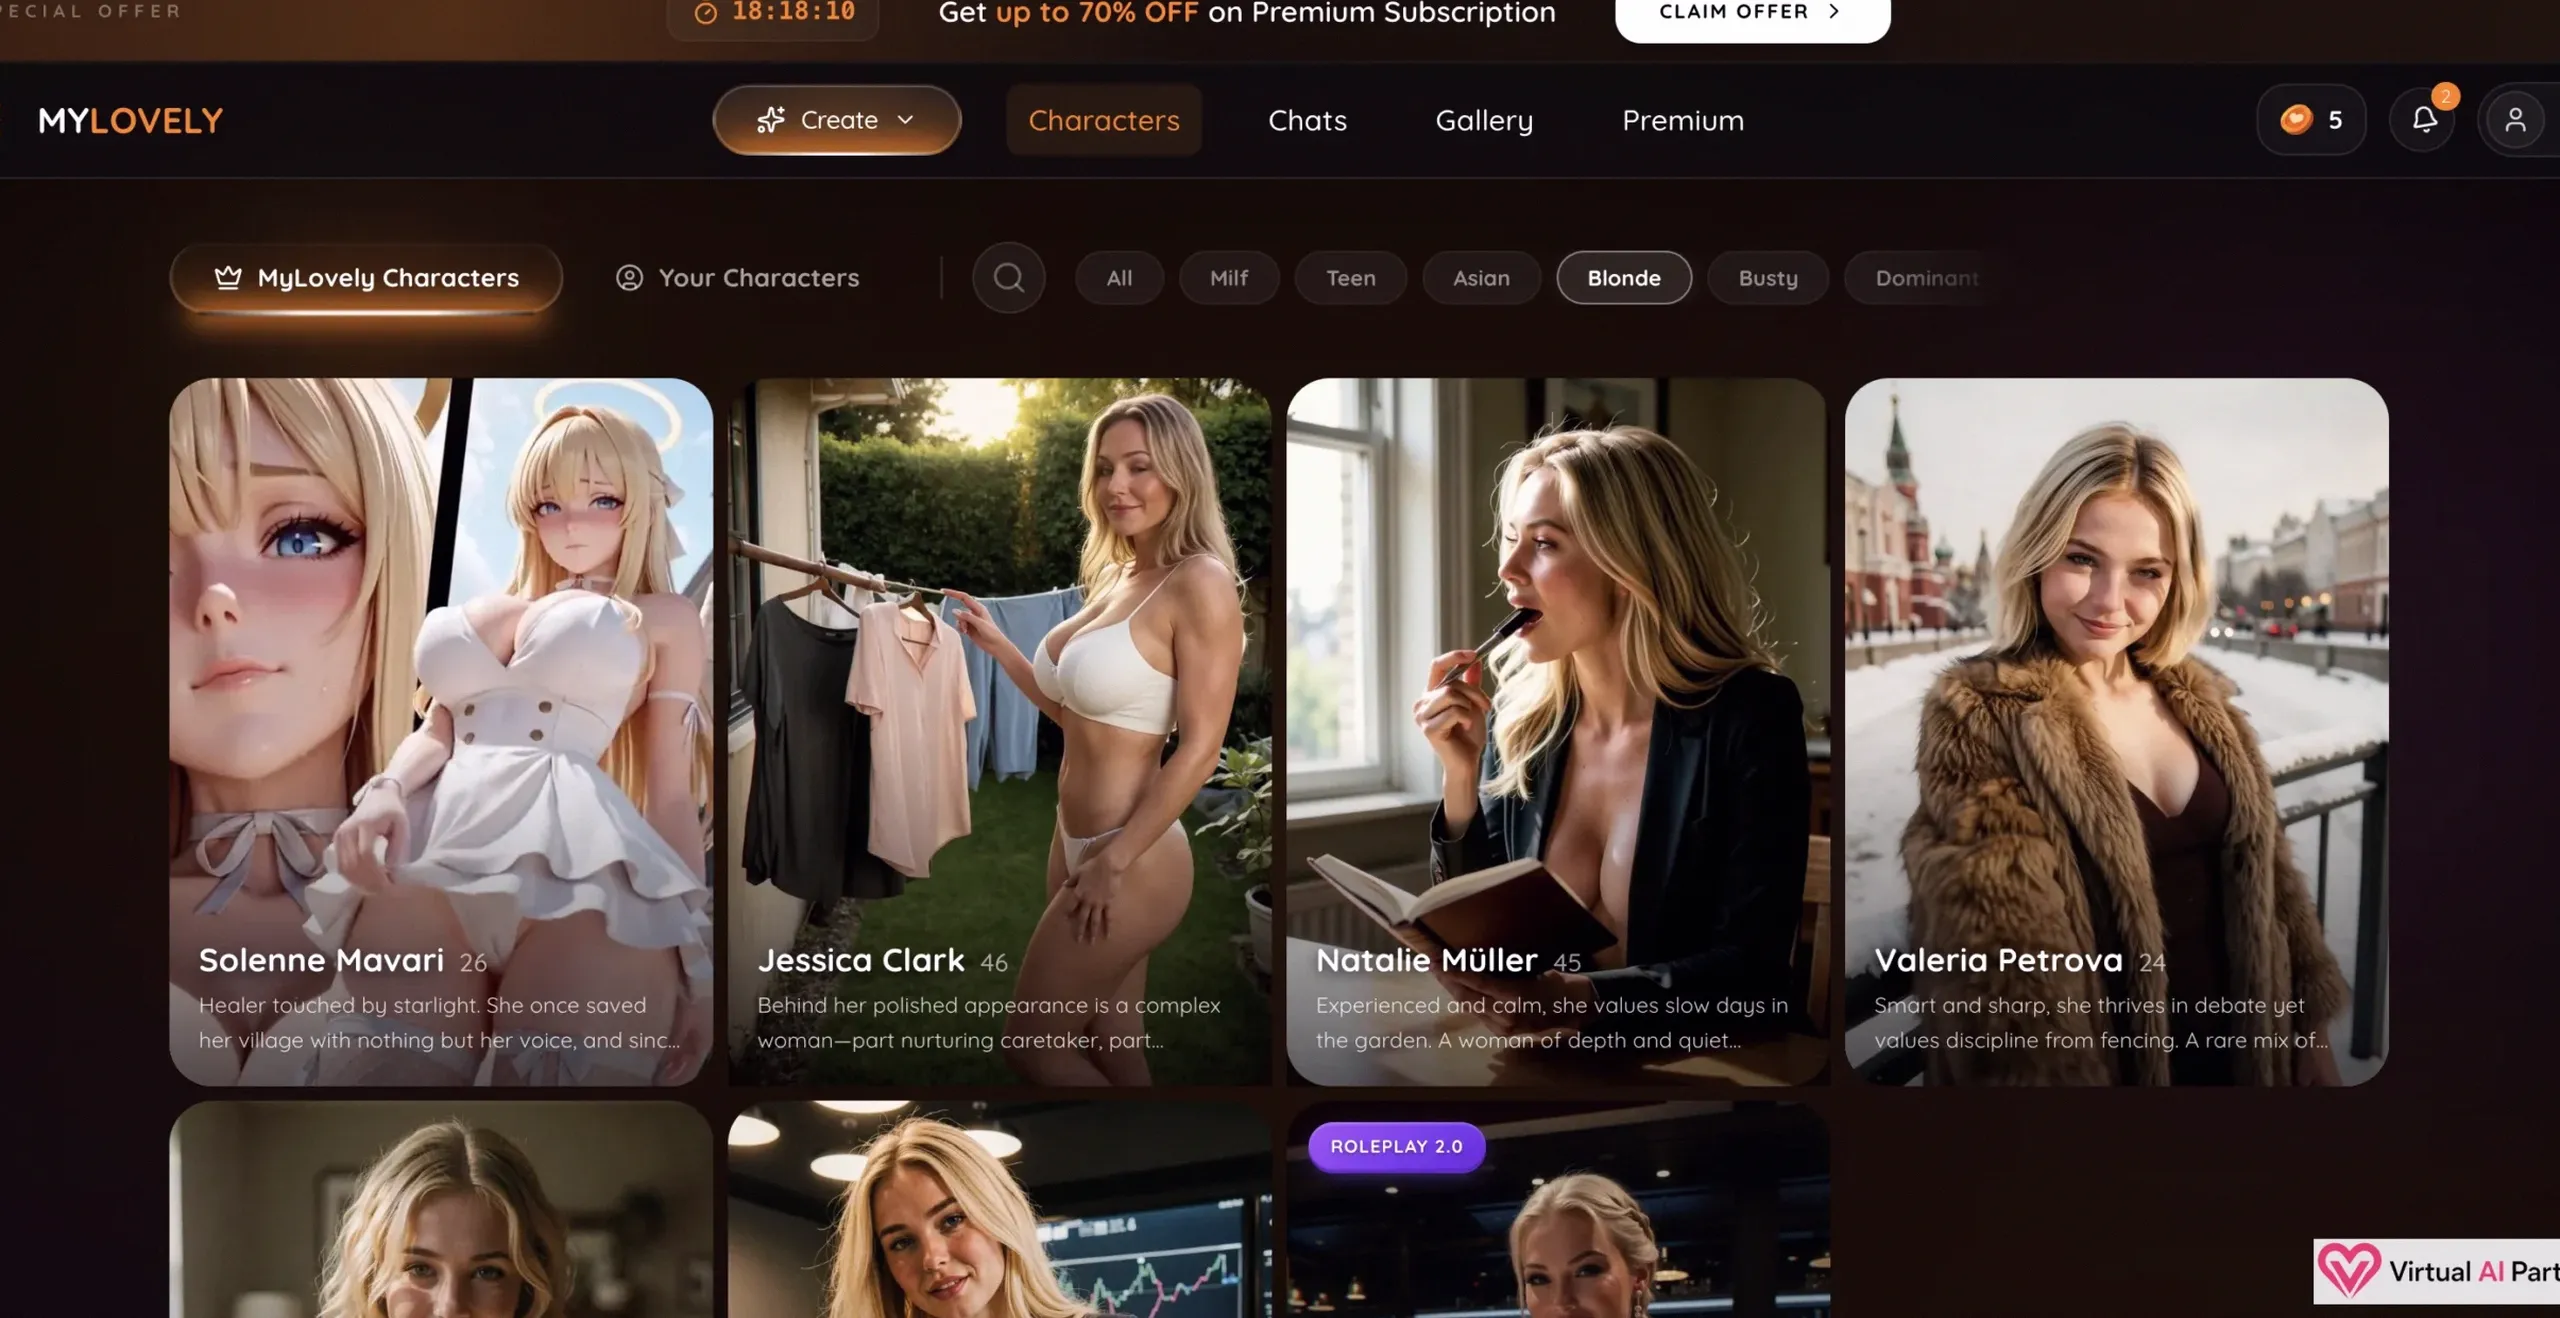 PECIAL OFFER
18:18:10
Get up to 70% OFF on Premium Subscription
CLAIM OFFER
MYLOVELY
Create
Characters
Chats
Gallery
Premium
5
2
MyLovely Characters
Your Characters
All
Milf
Teen
Asian
Blonde
Busty
Dominant
Solenne Mavari 26
Healer touched by starlight. She once saved
her village with nothing but her voice, and sinc...
Jessica Clark 46
Behind her polished appearance is a complex
woman—part nurturing caretaker, part...
Natalie Müller 45
Experienced and calm, she values slow days in
the garden. A woman of depth and quiet...
Valeria Petrova 24
Smart and sharp, she thrives in debate yet
values discipline from fencing. A rare mix of...
ROLEPLAY 2.0
Virtual AI Part